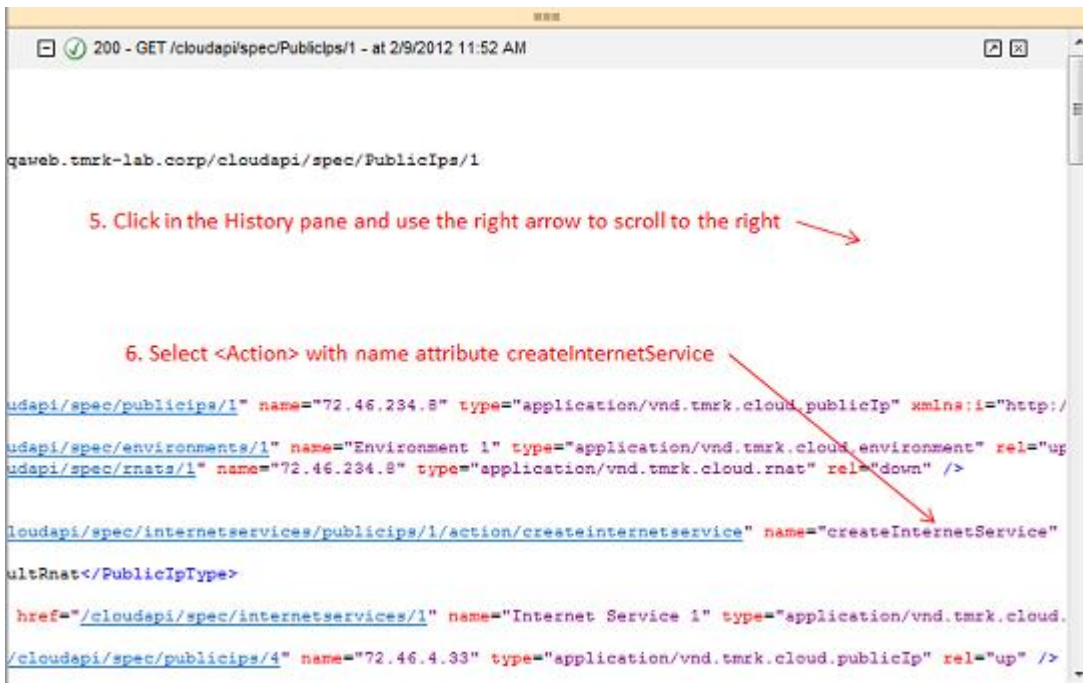 200 - GET /cloudapi/spec/PublicIps/1 - at 2/9/2012 11:52 AM
qaweb.tmrk-lab.corp/cloudapi/spec/PublicIps/1
5. Click in the History pane and use the right arrow to scroll to the right
6. Select <Action> with name attribute createInternetService
udapi/spec/publicips/1" name="72.46.234.8" type="application/vnd.tmrk.cloud.publicIp" xmlns:i="http:/
udapi/spec/environments/1" name="Environment 1" type="application/vnd.tmrk.cloud.environment" rel="up
udapi/spec/rnats/1" name="72.46.234.8" type="application/vnd.tmrk.cloud.rnat" rel="down" />
loudapi/spec/internetservices/publicips/1/action/createinternetservice" name="createInternetService"
ultRnat</PublicIpType>
href="/cloudapi/spec/internetservices/1" name="Internet Service 1" type="application/vnd.tmrk.cloud.
/cloudapi/spec/publicips/4" name="72.46.4.33" type="application/vnd.tmrk.cloud.publicIp" rel="up" />